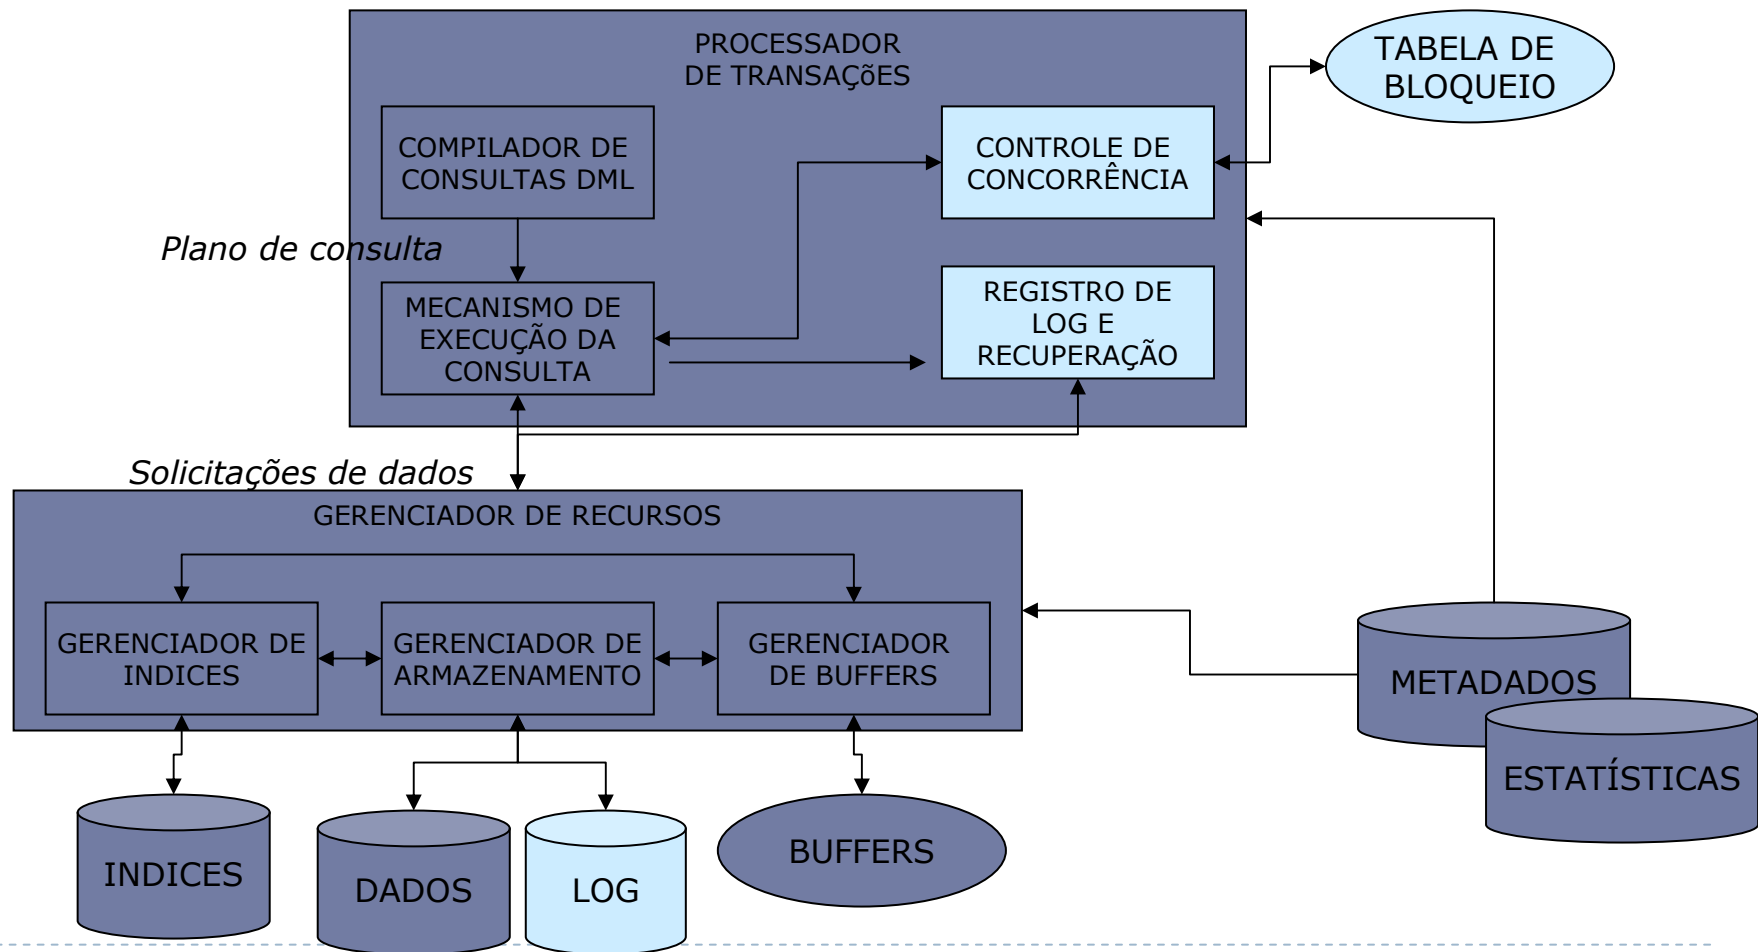 PROCESSADOR
DE TRANSAÇõES
TABELA DE
BLOQUEIO
COMPILADOR DE
CONSULTAS DML
CONTROLE DE
CONCORRÊNCIA
Plano de consulta
MECANISMO DE
EXECUÇÃO DA
CONSULTA
REGISTRO DE
LOG E
RECUPERAÇÃO
Solicitações de dados
GERENCIADOR DE RECURSOS
GERENCIADOR DE
INDICES
GERENCIADOR DE
ARMAZENAMENTO
GERENCIADOR
DE BUFFERS
METADADOS
ESTATÍSTICAS
INDICES
DADOS
LOG
BUFFERS